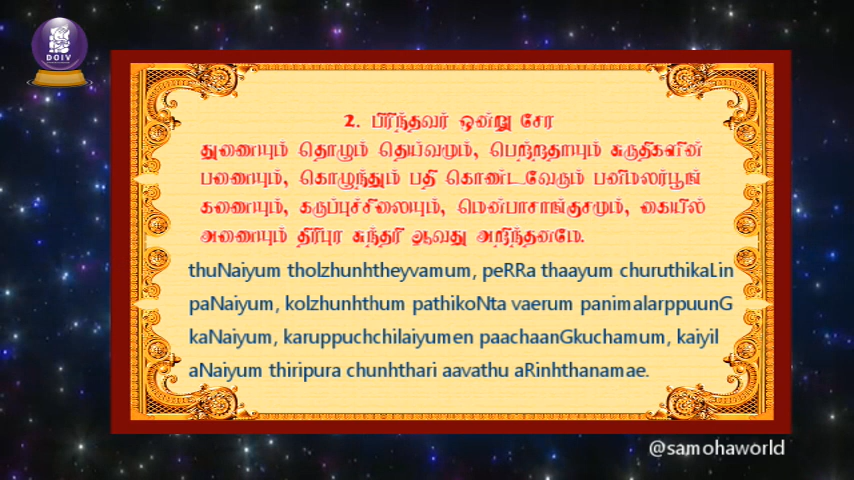 DOIV
2. பிரிந்தவர் ஒன்று சேர
துணையும் தொழும் தெய்வமும், பெற்றதாயும் சுருதிகளின்
பணையும், கொழுந்தும் பதி கொண்ட வேரும் பனிமலர்பூங்
கணையும், கருப்புச்சிலையும், மென்பாசாங்குசமும், கையில்
அணையும் திரிபுர சுந்தரி ஆவது அறிந்தனமே.
thuNaiyum tholzhunhtheyvamum, peRRa thaayum churuthikaLin
paNaiyum, kolzhunhthum pathikoNta vaerum panimalarppuunG
kaNaiyum, karuppuchchilaiyumen paachaanGkuchamum, kaiyil
aNaiyum thiripura chunhthari aavathu aRinhthanamae.
@samohaworld